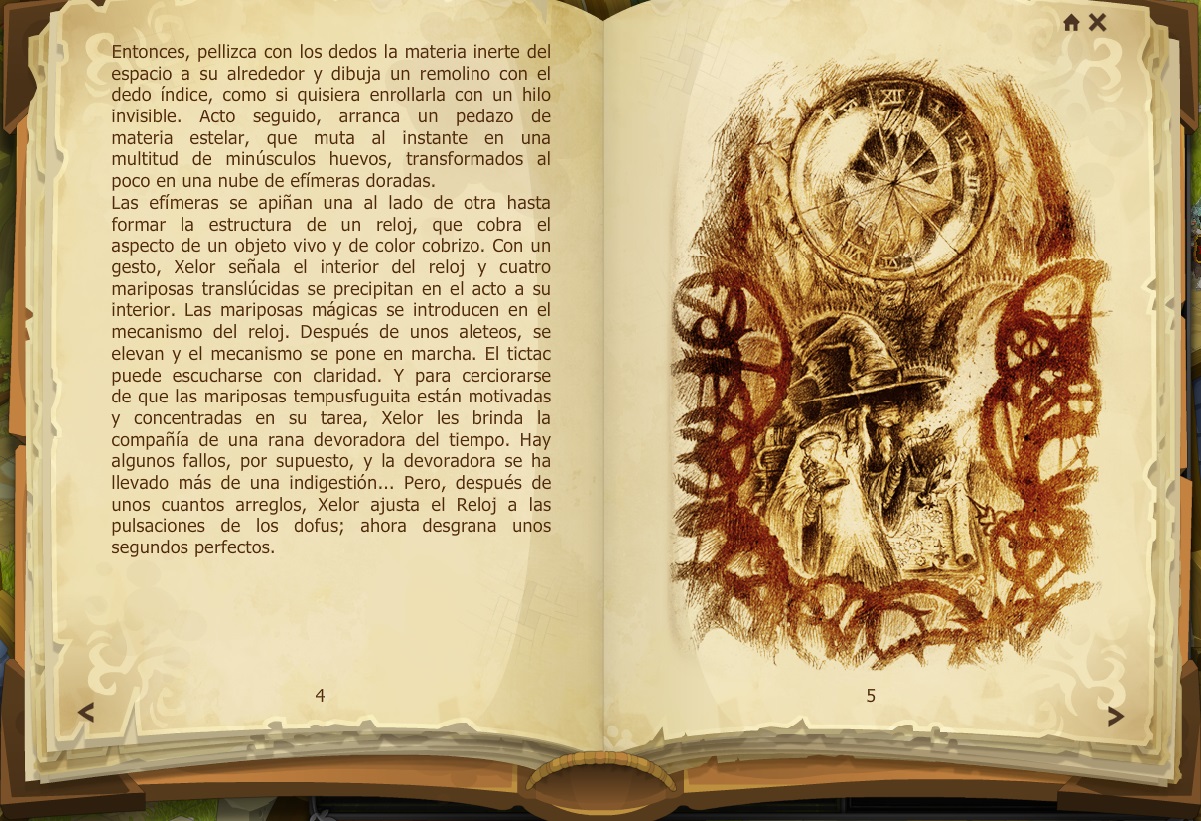 Entonces, pellizca con los dedos la materia inerte del
espacio a su alrededor y dibuja un remolino con el
dedo índice, como si quisiera enrollarla con un hilo
invisible. Acto seguido, arranca un pedazo de
materia estelar, que muta al instante en una
multitud de minúsculos huevos, transformados al
poco en una nube de efímeras doradas.
Las efímeras se apiñan una al lado de otra hasta
formar la estructura de un reloj, que cobra el
aspecto de un objeto vivo y de color cobrizo. Con un
gesto, Xelor señala el interior del reloj y cuatro
mariposas translúcidas se precipitan en el acto a su
interior. Las mariposas mágicas se introducen en el
mecanismo del reloj. Después de unos aleteos, se
elevan y el mecanismo se pone en marcha. El tictac
puede escucharse con claridad. Y para cerciorarse
de que las mariposas tempusfuguita están motivadas
y concentradas en su tarea, Xelor les brinda la
compañía de una rana devoradora del tiempo. Hay
algunos fallos, por supuesto, y la devoradora se ha
llevado más de una indigestión... Pero, después de
unos cuantos arreglos, Xelor ajusta el Reloj a las
pulsaciones de los dofus; ahora desgrana unos
segundos perfectos.
4
XII
I
5